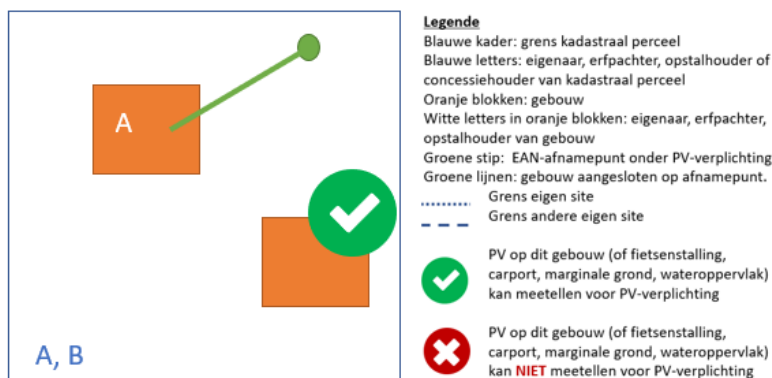 A
A, B
Legende
Blauwe kader: grens kadastraal perceel
Blauwe letters: eigenaar, erfpachter, opstalhouder of
concessiehouder van kadastraal perceel
Oranje blokken: gebouw
Witte letters in oranje blokken: eigenaar, erfpachter,
opstalhouder van gebouw
Groene stip: EAN-afnamepunt onder PV-verplichting
Groene lijnen: gebouw aangesloten op afnamepunt.
Grens eigen site
Grens andere eigen site
PV op dit gebouw (of fietsenstalling,
carport, marginale grond, wateroppervlak)
kan meetellen voor PV-verplichting
PV op dit gebouw (of fietsenstalling,
carport, marginale grond, wateroppervlak)
kan NIET meetellen voor PV-verplichting